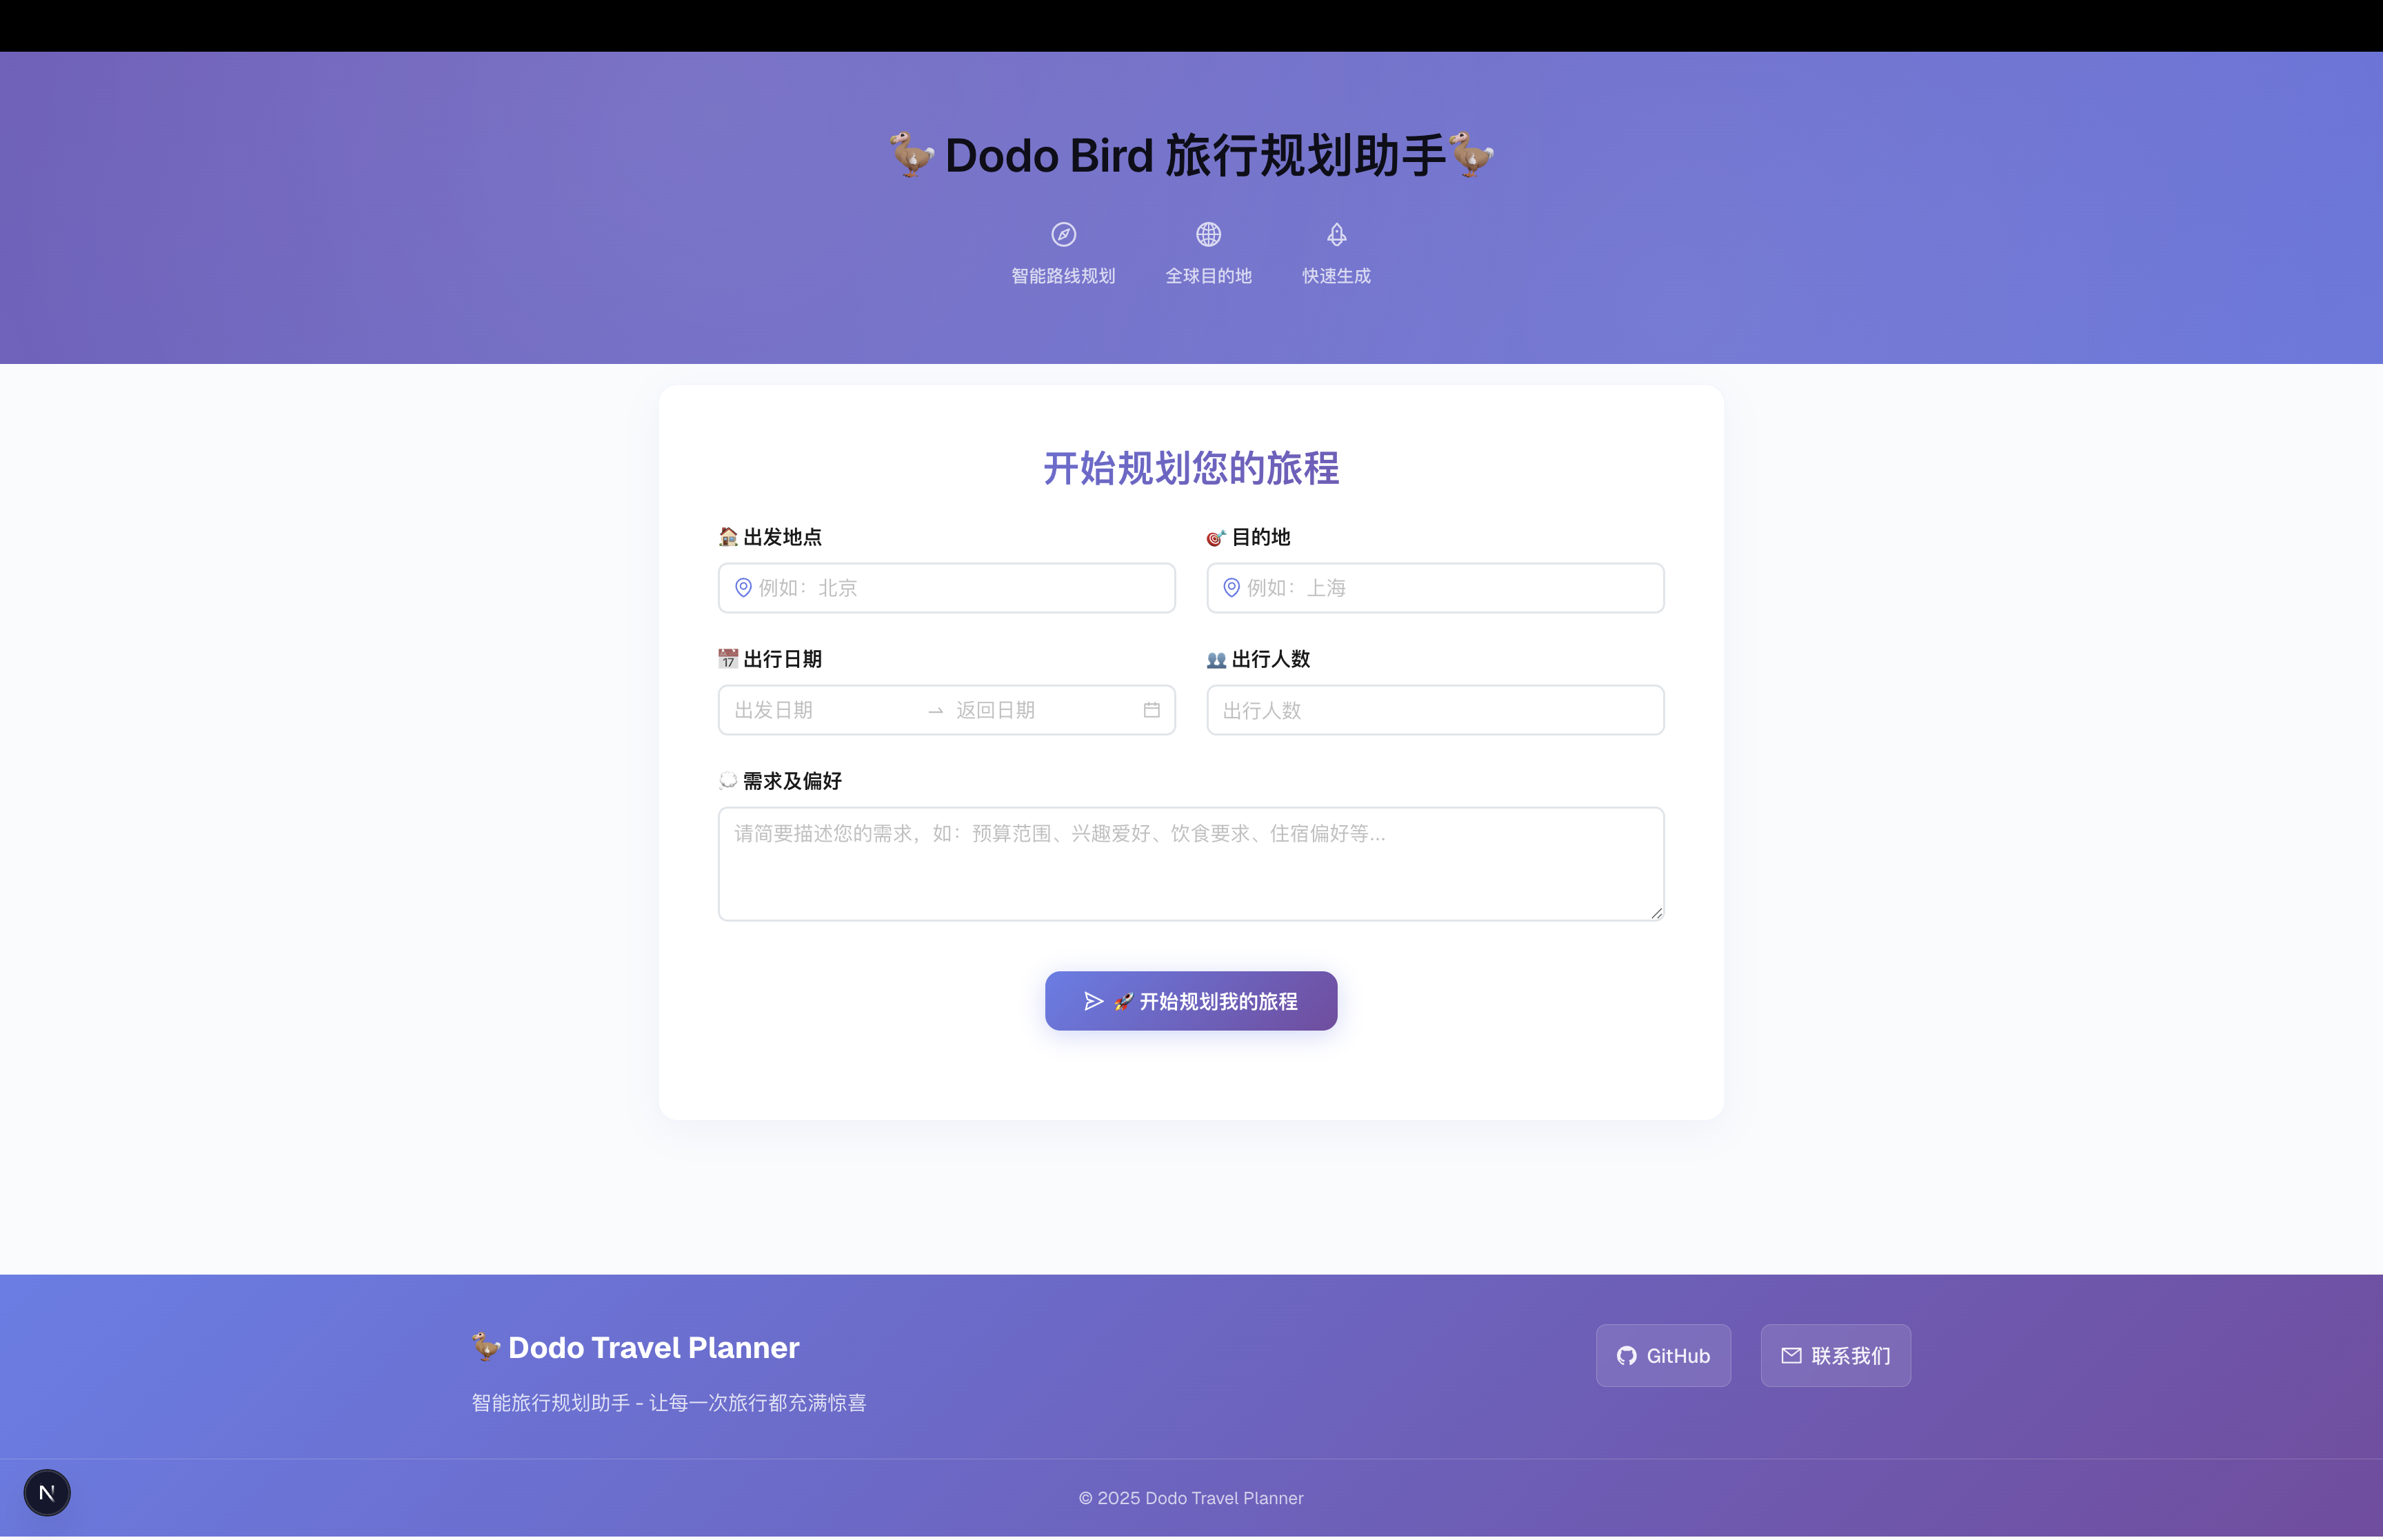 🦤 Dodo Bird 旅行规划助手🦤
智能路线规划 全球目的地 快速生成
开始规划您的旅程
🏠 出发地点
例如：北京
🎯 目的地
例如：上海
📅 出行日期
出发日期 → 返回日期
👥 出行人数
出行人数
💭 需求及偏好
请简要描述您的需求，如：预算范围、兴趣爱好、饮食要求、住宿偏好等...
🚀 开始规划我的旅程
🦤 Dodo Travel Planner
智能旅行规划助手 - 让每一次旅行都充满惊喜
GitHub
联系我们
N
© 2025 Dodo Travel Planner